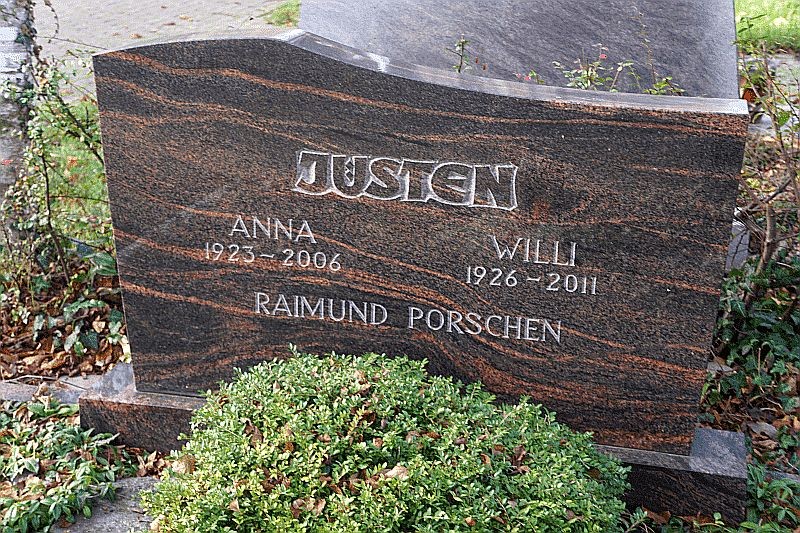 JUSTEN
ANNA
1923~2006
WILLI
1926-2011
RAIMUND PORSCHEN